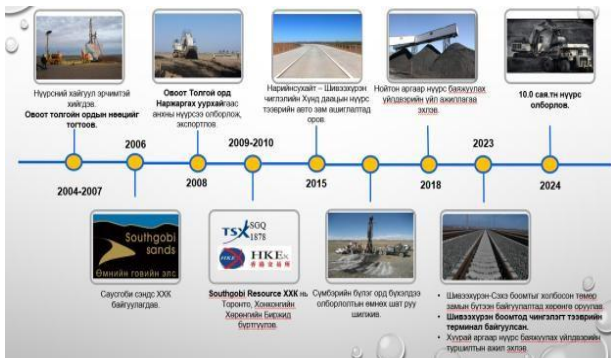 Нүүрсний хайгуул эрчимтэй
хийгдэв.
Овоот толгойн ордын нөөцийг
тогтоов.
Овоот Толгой орд
Наржаргах уурхайгаас
анхны нүүрсээ олборлож,
экспортлов.
Нарийнсухайт – Шивээхүрэн
чиглэлийн Хүнд даацын нүүрс
тээврийн авто зам ашиглалтад
оров.
Нойтон аргаар нүүрс баяжуулах
үйлдвэрийн үйл ажиллагаа
эхлэв.
10.0 сая.тн нүүрс
олборлов.
2004-2007
2006
2008
2009-2010
2015
2018
2023
2024
Southgobi
sands
Өмнийн говийн элс
Саусгоби сэндс ХХК
байгуулагдав.
TSX SGQ
1878
HKEx
Southgobi Resource ХХК нь
Торонто, Хонконгийн
Хөрөнгийн Биржид
бүртгүүлэв.
Сүмбэрийн бүлэг орд бүхэлдээ
олборлолтын өмнөх шат руу
шилжив.
• Шивээхүрэн-Сэхэ боомтыг холбосон төмөр
замын бүтээн байгуулалтад хөрөнгө оруулав.
• Шивээхүрэн боомтод чингэлэгт тээврийн
терминал байгуулсан.
• Хуурай аргаар нүүрс баяжуулах үйлдвэрийн
туршилтын ажил эхлэв.